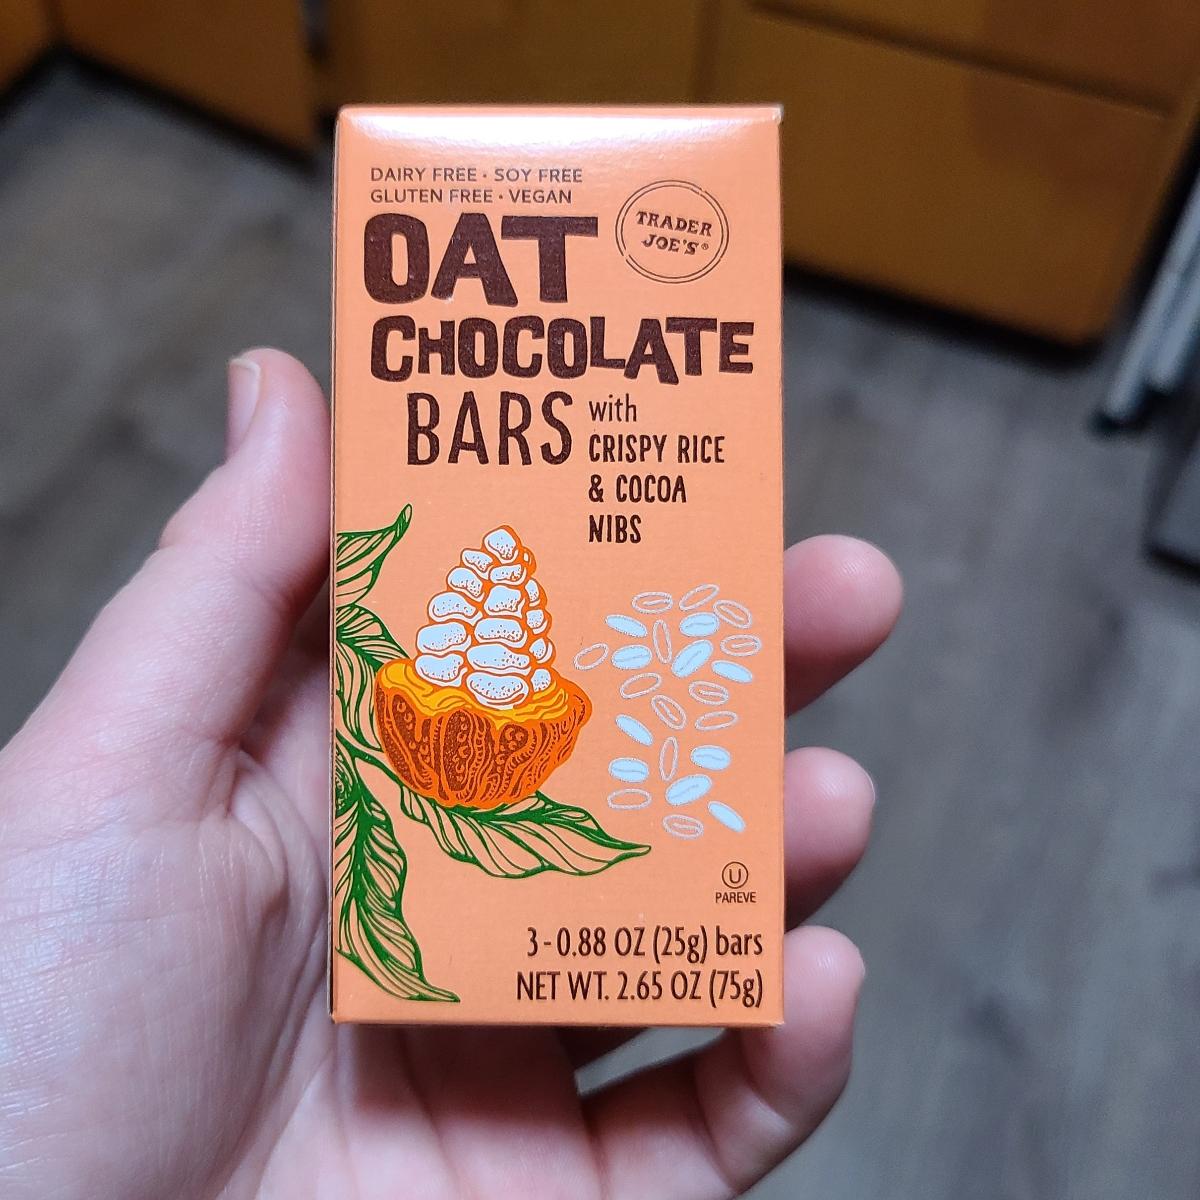 DAIRY FREE · SOY FREE
GLUTEN FREE · VEGAN
TRADER
JOE'S®
OAT
CHOCOLATE
BARS with
CRISPY RICE
& COCOA
NIBS
U
PAREVE
3-0.88 OZ (25g) bars
NET WT. 2.65 OZ (75g)